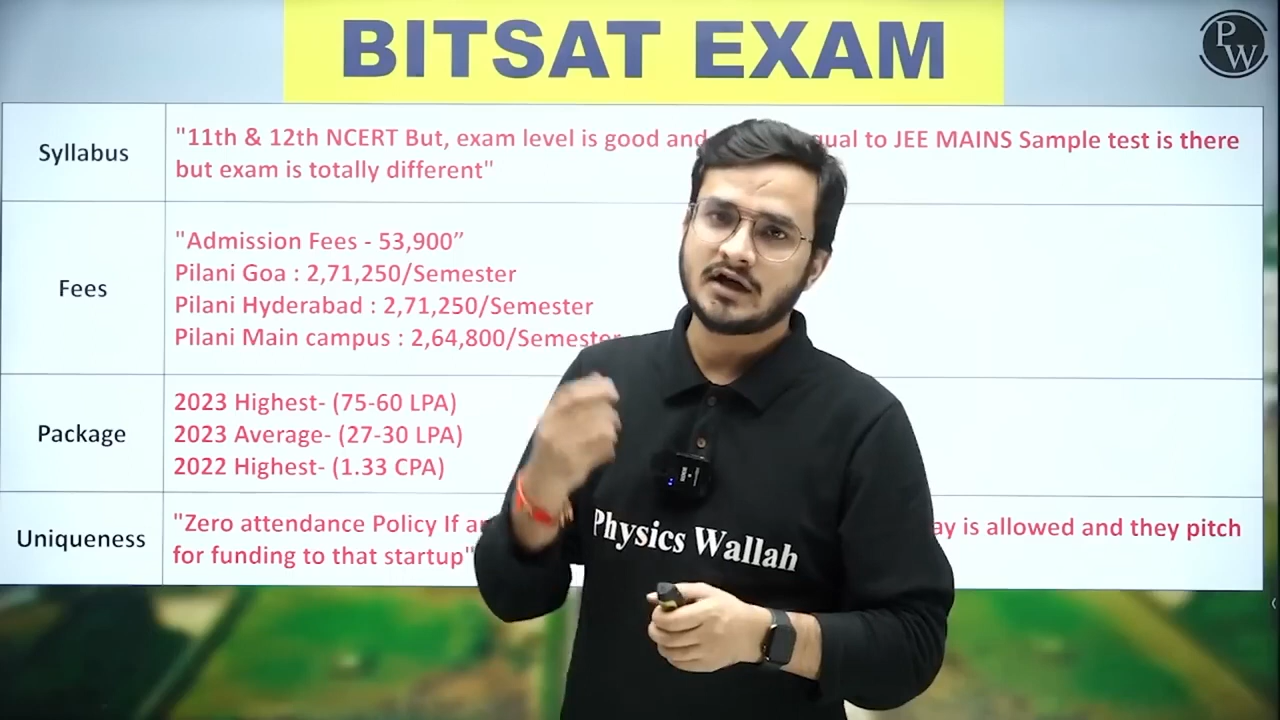 BITSAT EXAM
PW
Syllabus
"11th & 12th NCERT But, exam level is good and ual to JEE MAINS Sample test is there
but exam is totally different"
Fees
"Admission Fees - 53,900”
Pilani Goa : 2,71,250/Semester
Pilani Hyderabad : 2,71,250/Semester
Pilani Main campus : 2,64,800/Semester
Package
2023 Highest- (75-60 LPA)
2023 Average- (27-30 LPA)
2022 Highest- (1.33 CPA)
Uniqueness
"Zero attendance Policy If ay is allowed and they pitch
for funding to that startup"
Physics Wallah